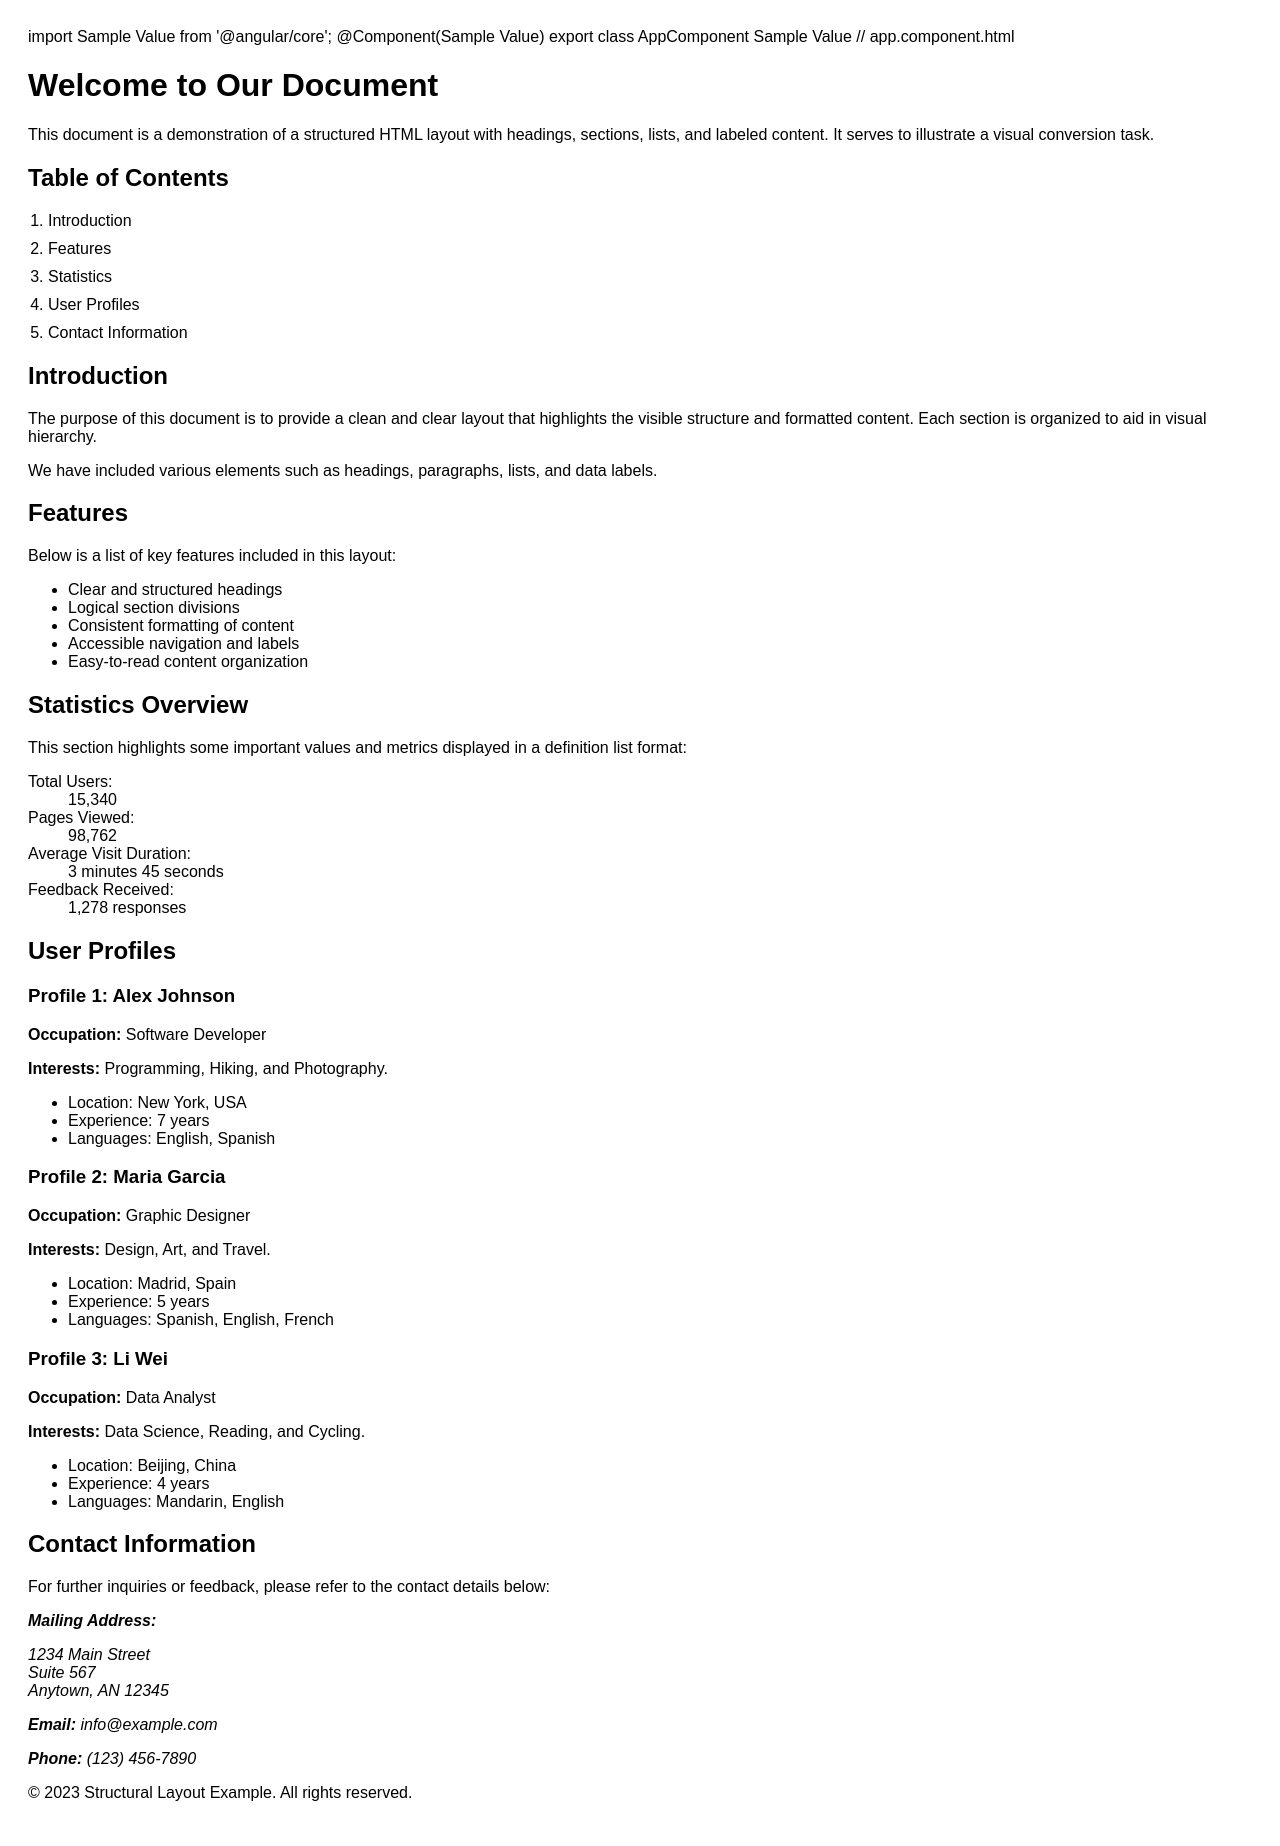 import Sample Value from '@angular/core'; @Component(Sample Value) export class AppComponent Sample Value // app.component.html
Welcome to Our Document
This document is a demonstration of a structured HTML layout with headings, sections, lists, and labeled content. It serves to illustrate a visual conversion task.
Table of Contents
1. Introduction
2. Features
3. Statistics
4. User Profiles
5. Contact Information
Introduction
The purpose of this document is to provide a clean and clear layout that highlights the visible structure and formatted content. Each section is organized to aid in visual
hierarchy.
We have included various elements such as headings, paragraphs, lists, and data labels.
Features
Below is a list of key features included in this layout:
• Clear and structured headings
• Logical section divisions
• Consistent formatting of content
• Accessible navigation and labels
• Easy-to-read content organization
Statistics Overview
This section highlights some important values and metrics displayed in a definition list format:
Total Users:
15,340
Pages Viewed:
98,762
Average Visit Duration:
3 minutes 45 seconds
Feedback Received:
1,278 responses
User Profiles
Profile 1: Alex Johnson
Occupation: Software Developer
Interests: Programming, Hiking, and Photography.
• Location: New York, USA
• Experience: 7 years
• Languages: English, Spanish
Profile 2: Maria Garcia
Occupation: Graphic Designer
Interests: Design, Art, and Travel.
• Location: Madrid, Spain
• Experience: 5 years
• Languages: Spanish, English, French
Profile 3: Li Wei
Occupation: Data Analyst
Interests: Data Science, Reading, and Cycling.
• Location: Beijing, China
• Experience: 4 years
• Languages: Mandarin, English
Contact Information
For further inquiries or feedback, please refer to the contact details below:
Mailing Address:
1234 Main Street
Suite 567
Anytown, AN 12345
Email: info@example.com
Phone: (123) 456-7890
© 2023 Structural Layout Example. All rights reserved.